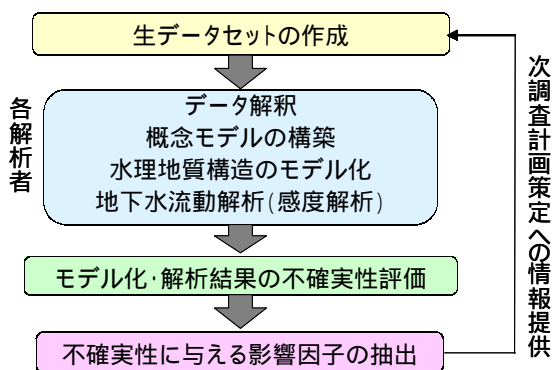 生データセットの作成
各解析者
データ解釈
概念モデルの構築
水理地質構造のモデル化
地下水流動解析(感度解析)
モデル化・解析結果の不確実性評価
不確実性に与える影響因子の抽出
次調査計画策定への情報提供